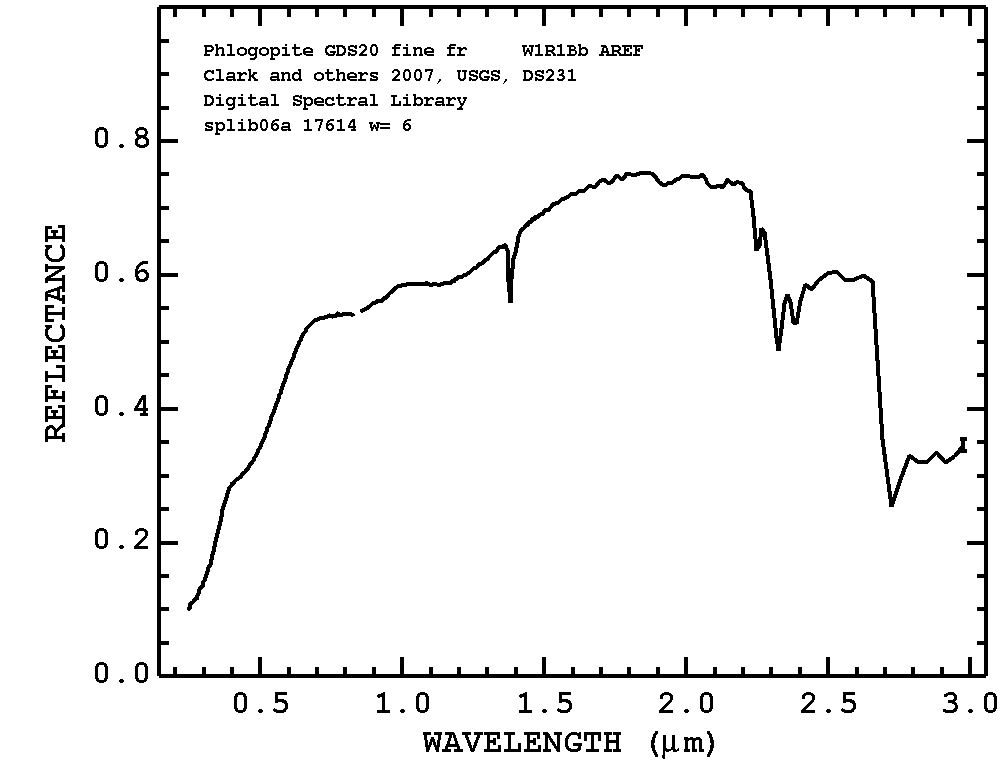 Phlogopite GDS20 fine fr W1R1Bb AREF
Clark and others 2007, USGS, DS231
Digital Spectral Library
splib06a 17614 w= 6
REFLECTANCE
0.8
0.6
0.4
0.2
0.0
0.5 1.0 1.5 2.0 2.5 3.0
WAVELENGTH (μm)